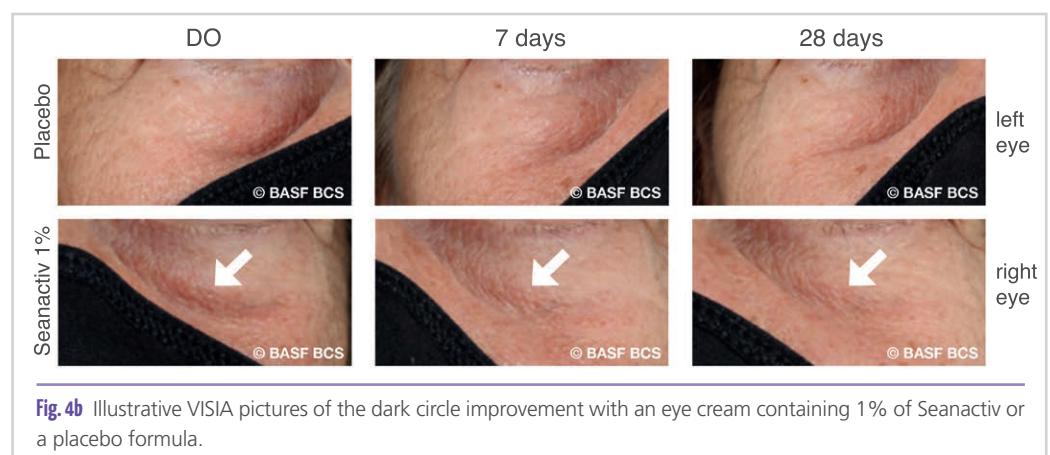 DO 7 days 28 days
Placebo
© BASF BCS © BASF BCS © BASF BCS
left
eye
Seanactiv 1%
© BASF BCS © BASF BCS © BASF BCS
right
eye
Fig. 4b Illustrative VISIA pictures of the dark circle improvement with an eye cream containing 1% of Seanactiv or
a placebo formula.